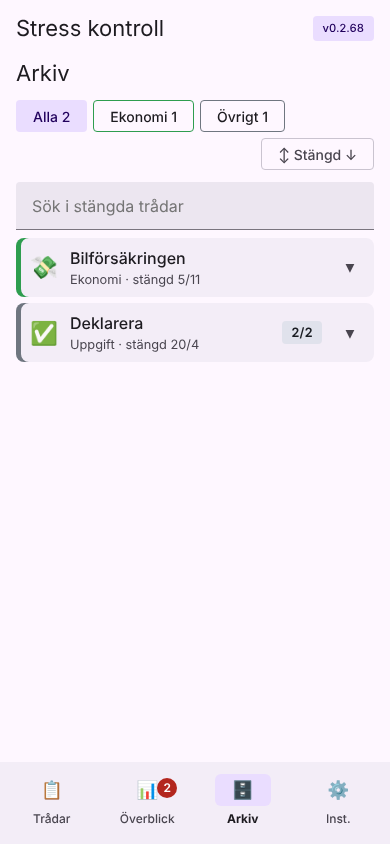 Stress kontroll
v0.2.68
Arkiv
Alla 2
Ekonomi 1
Övrigt 1
↕ Stängd ↓
Sök i stängda trådar
Bilförsäkringen
Ekonomi · stängd 5/11
▼
Deklarera
Uppgift · stängd 20/4
2/2
▼
2
Trådar
Överblick
Arkiv
Inst.